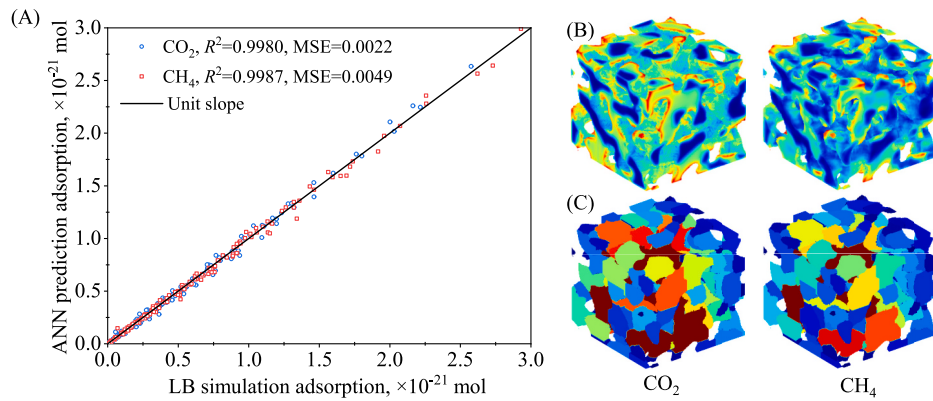 (A)
CO₂, R²=0.9980, MSE=0.0022
CH₄, R²=0.9987, MSE=0.0049
Unit slope
ANN prediction adsorption, ×10⁻²¹ mol
3.0
2.5
2.0
1.5
1.0
0.5
0.0
0.0 0.5 1.0 1.5 2.0 2.5 3.0
LB simulation adsorption, ×10⁻²¹ mol
(B)
(C)
CO₂ CH₄